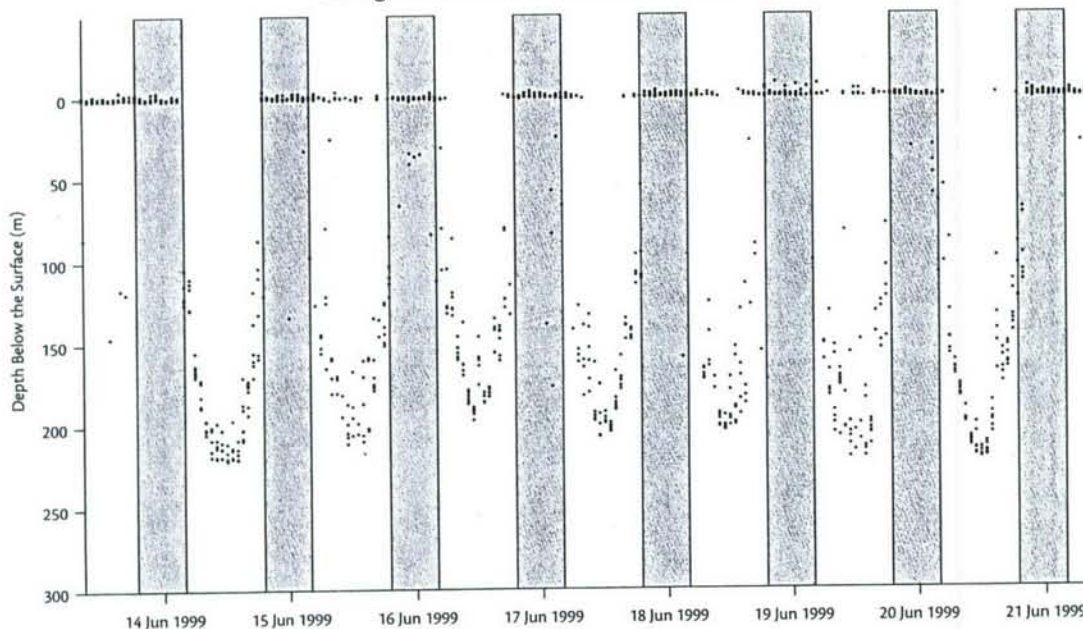 0
50
100
150
200
250
300
Depth Below the Surface (m)
14 Jun 1999
15 Jun 1999
16 Jun 1999
17 Jun 1999
18 Jun 1999
19 Jun 1999
20 Jun 1999
21 Jun 1999